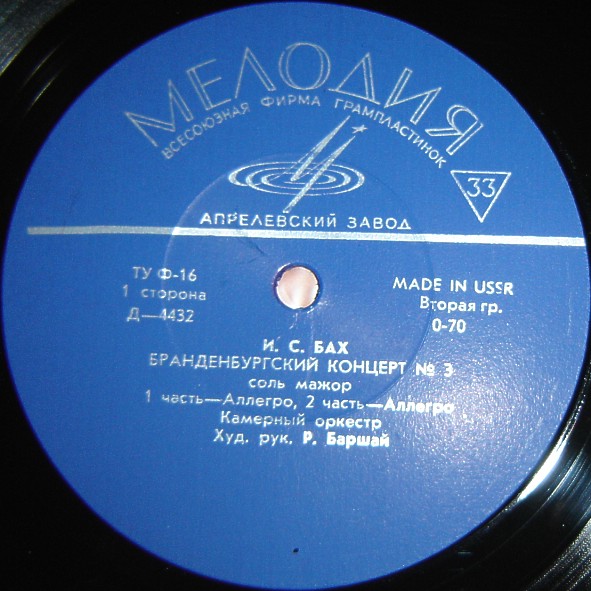 МЕЛОДИЯ
ВСЕСОЮЗНАЯ ФИРМА ГРАМПЛАСТИНОК
33
АПРЕЛЕВСКИЙ ЗАВОД
ТУ Ф-16
1 сторона
Д—4432
MADE IN USSR
Вторая гр.
0-70
И. С. БАХ
БРАНДЕНБУРГСКИЙ КОНЦЕРТ № 3
соль мажор
1 часть—Аллегро, 2 часть—Аллегро
Камерный оркестр
Худ. рук. Р. Баршай